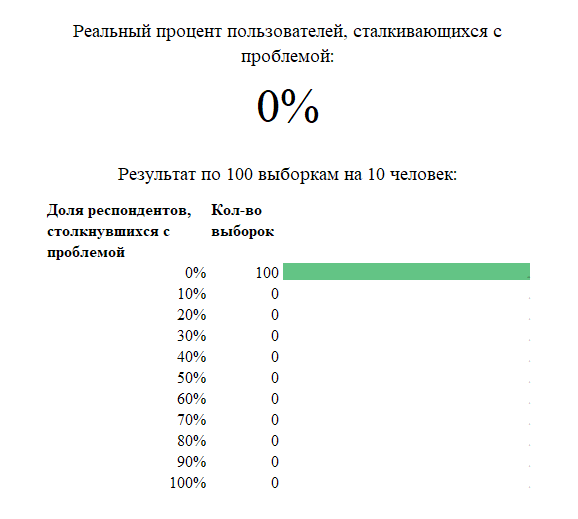 Реальный процент пользователей, сталкивающихся с
проблемой:
0%
Результат по 100 выборкам на 10 человек:
Доля респондентов, Кол-во
столкнувшихся с выборок
проблемой
0% 100
10% 0
20% 0
30% 0
40% 0
50% 0
60% 0
70% 0
80% 0
90% 0
100% 0